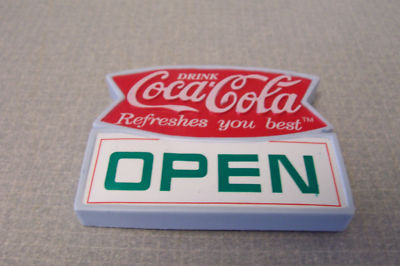 DRINK
Coca-Cola
Refreshes you best™
OPEN